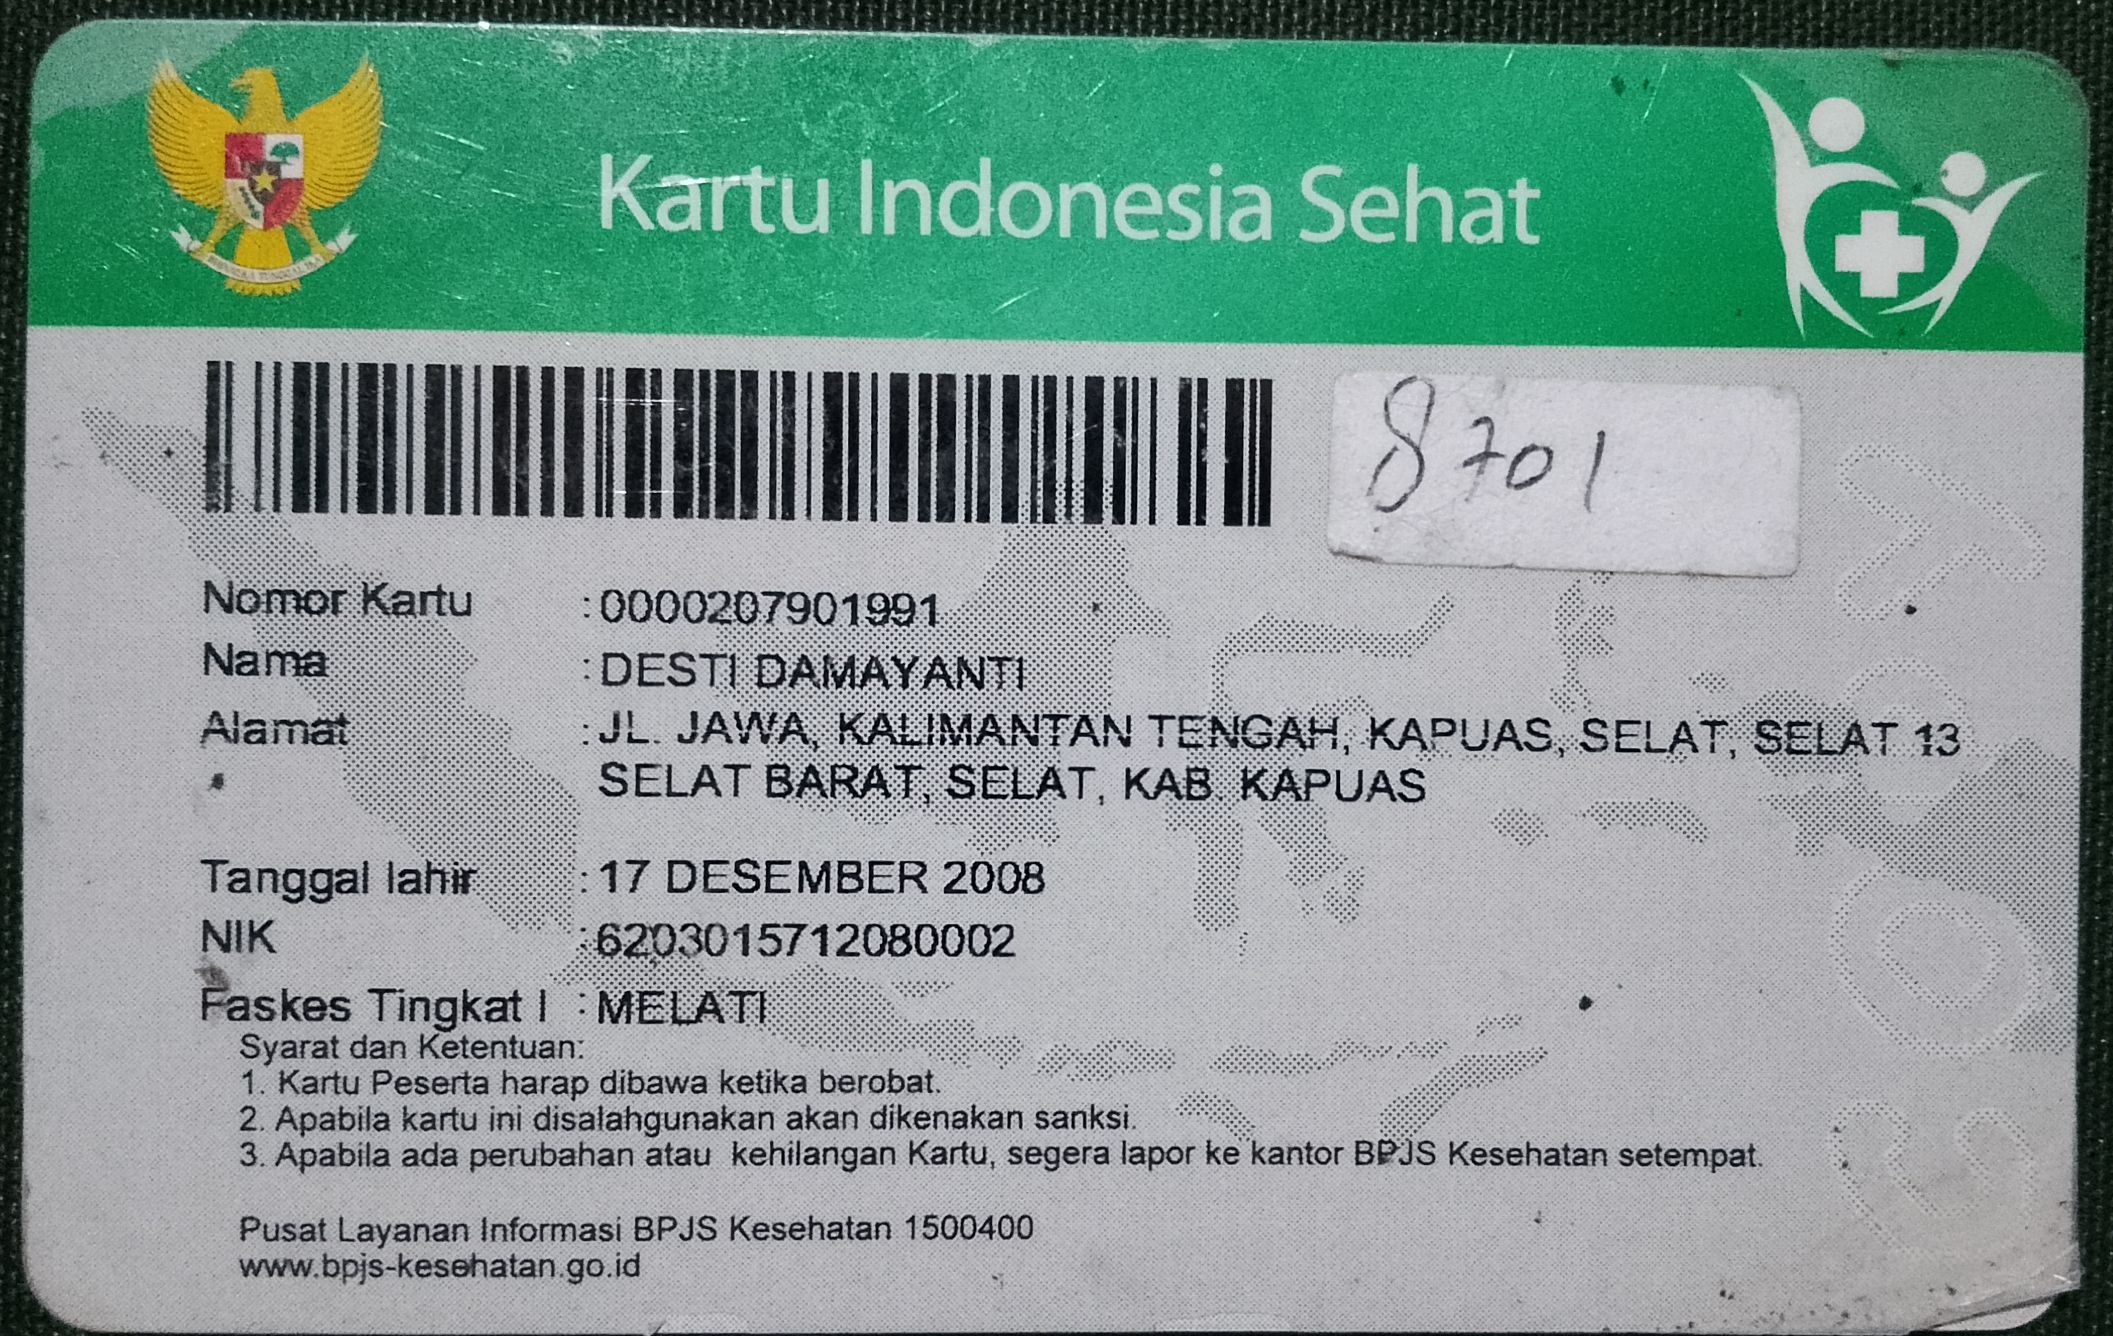 Kartu Indonesia Sehat
8701
Nomor Kartu : 0000207901991
Nama : DESTI DAMAYANTI
Alamat : JL. JAWA, KALIMANTAN TENGAH, KAPUAS, SELAT, SELAT 13
SELAT BARAT, SELAT, KAB. KAPUAS
Tanggal lahir : 17 DESEMBER 2008
NIK : 6203015712080002
Faskes Tingkat I : MELATI
Syarat dan Ketentuan:
1. Kartu Peserta harap dibawa ketika berobat.
2. Apabila kartu ini disalahgunakan akan dikenakan sanksi.
3. Apabila ada perubahan atau kehilangan Kartu, segera lapor ke kantor BPJS Kesehatan setempat.
Pusat Layanan Informasi BPJS Kesehatan 1500400
www.bpjs-kesehatan.go.id